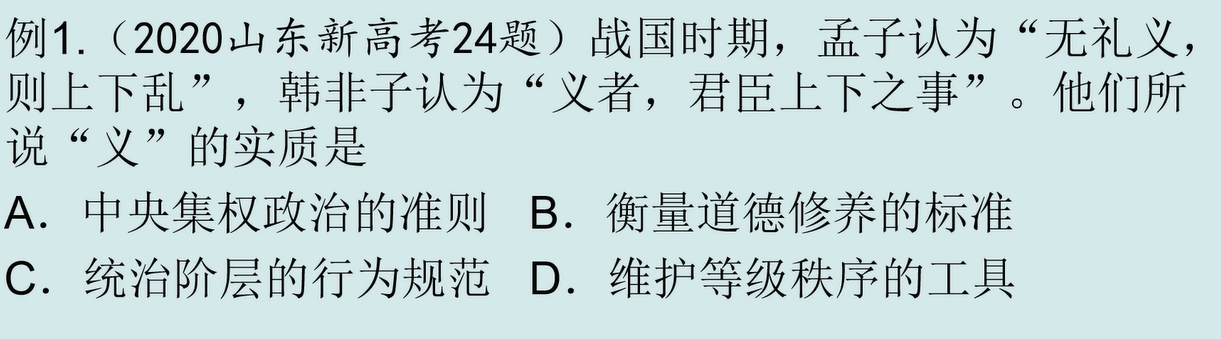 例1.（2020山东新高考24题）战国时期，孟子认为“无礼义，
则上下乱”，韩非子认为“义者，君臣上下之事”。他们所
说“义”的实质是
A．中央集权政治的准则 B．衡量道德修养的标准
C．统治阶层的行为规范 D．维护等级秩序的工具